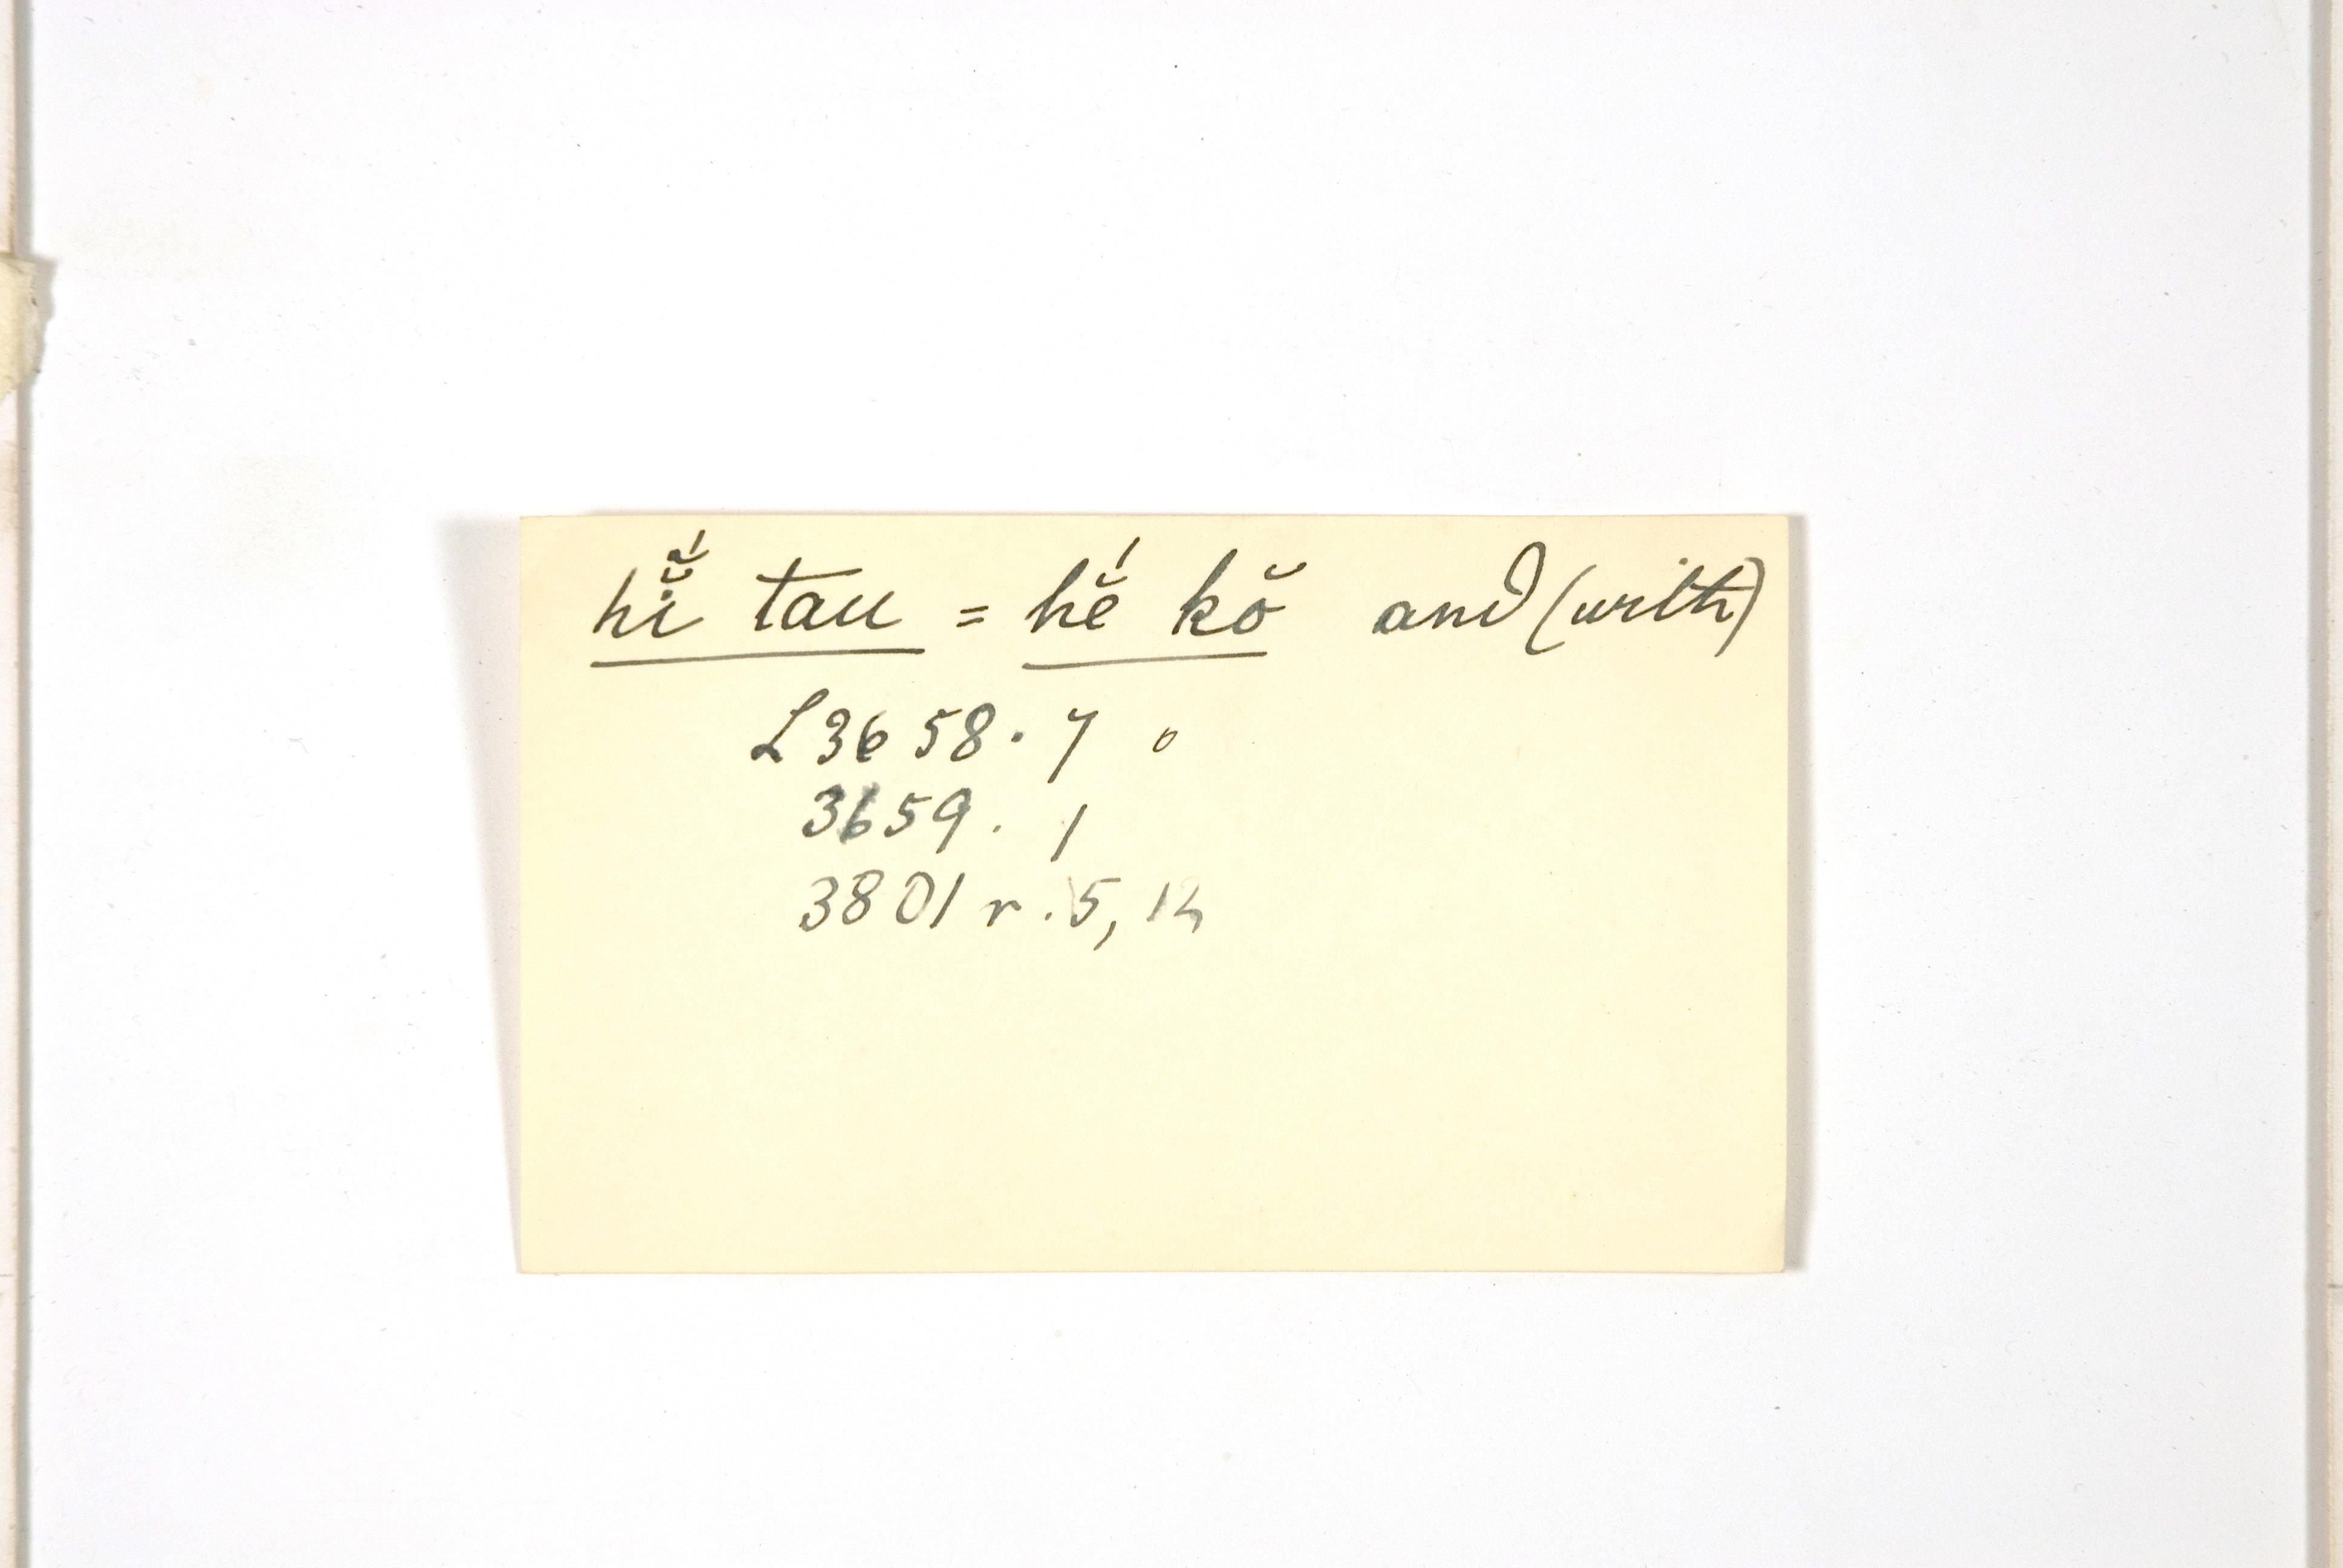 hĭ̆́ tau = hĕ́ kŏ and (with)
L3658. 7 o
3659. 1
3801 r. 5, 12